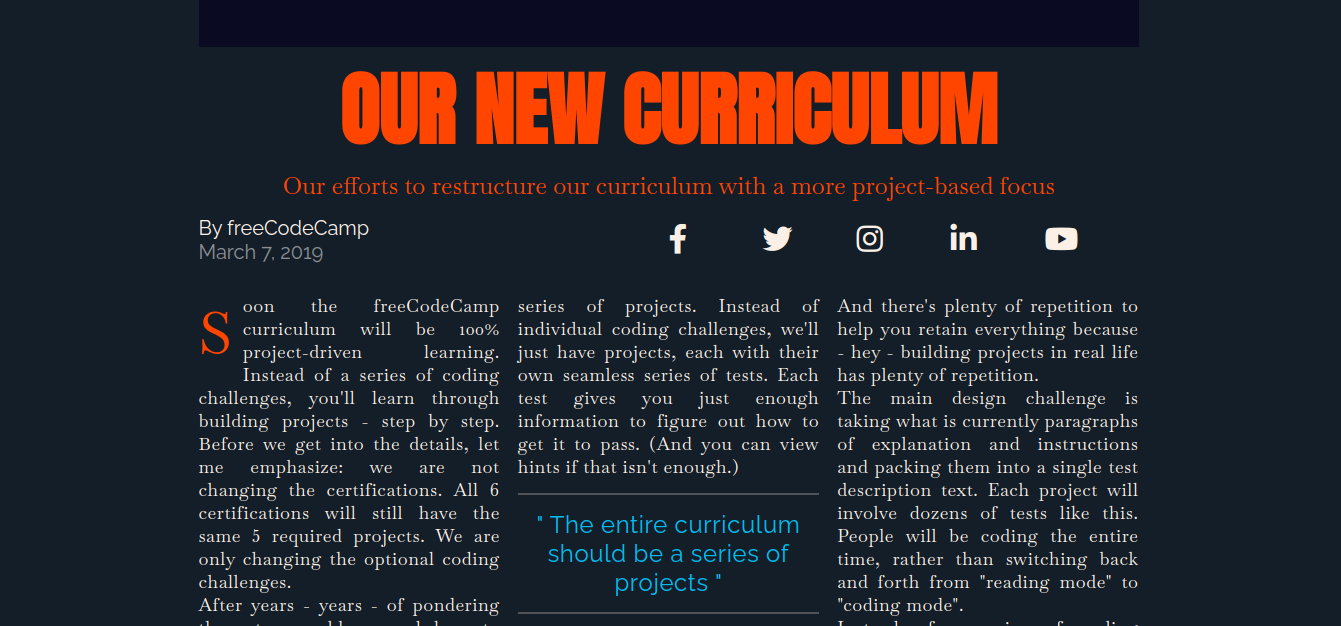 OUR NEW CURRICULUM
Our efforts to restructure our curriculum with a more project-based focus
By freeCodeCamp
March 7, 2019
Soon the freeCodeCamp
curriculum will be 100%
project-driven learning.
Instead of a series of coding
challenges, you'll learn through
building projects - step by step.
Before we get into the details, let
me emphasize: we are not
changing the certifications. All 6
certifications will still have the
same 5 required projects. We are
only changing the optional coding
challenges.
After years - years - of pondering
series of projects. Instead of
individual coding challenges, we'll
just have projects, each with their
own seamless series of tests. Each
test gives you just enough
information to figure out how to
get it to pass. (And you can view
hints if that isn't enough.)
" The entire curriculum
should be a series of
projects "
And there's plenty of repetition to
help you retain everything because
- hey - building projects in real life
has plenty of repetition.
The main design challenge is
taking what is currently paragraphs
of explanation and instructions
and packing them into a single test
description text. Each project will
involve dozens of tests like this.
People will be coding the entire
time, rather than switching back
and forth from "reading mode" to
"coding mode".